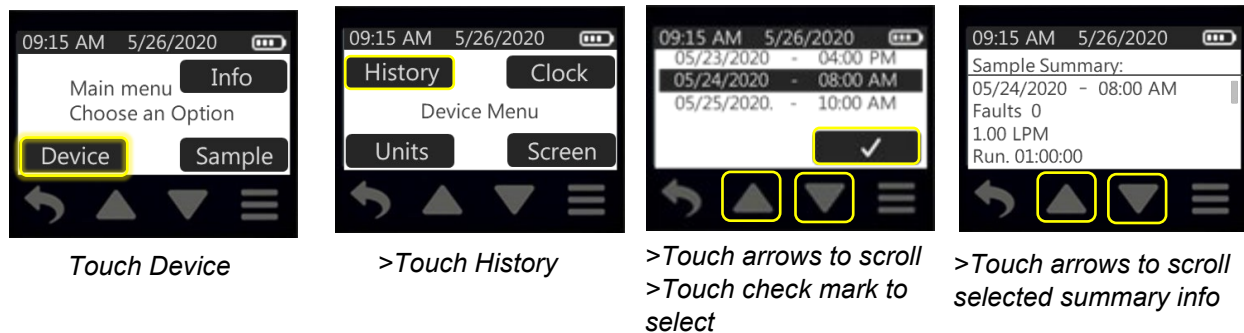 09:15 AM 5/26/2020
Info
Main menu
Choose an Option
Device Sample
Touch Device
09:15 AM 5/26/2020
History Clock
Device Menu
Units Screen
>Touch History
09:15 AM 5/26/2020
05/23/2020 - 04:00 PM
05/24/2020 - 08:00 AM
05/25/2020. - 10:00 AM
>Touch arrows to scroll
>Touch check mark to
select
09:15 AM 5/26/2020
Sample Summary:
05/24/2020 - 08:00 AM
Faults 0
1.00 LPM
Run. 01:00:00
>Touch arrows to scroll
selected summary info